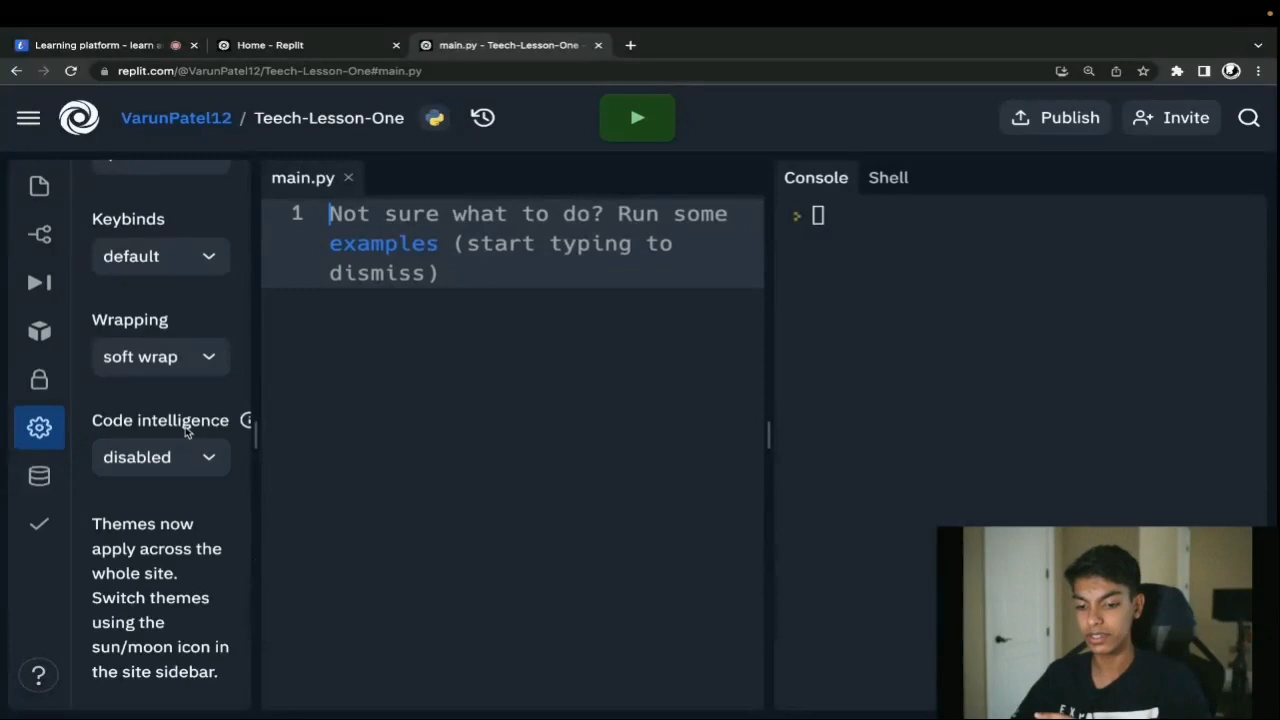 Learning platform - learn a
Home - Replit
main.py - Teech-Lesson-One
replit.com/@VarunPatel12/Teech-Lesson-One#main.py
VarunPatel12 / Teech-Lesson-One
Publish
Invite
Keybinds
default
Wrapping
soft wrap
Code intelligence
disabled
Themes now
apply across the
whole site.
Switch themes
using the
sun/moon icon in
the site sidebar.
?
main.py
1 Not sure what to do? Run some
examples (start typing to
dismiss)
Console Shell
>